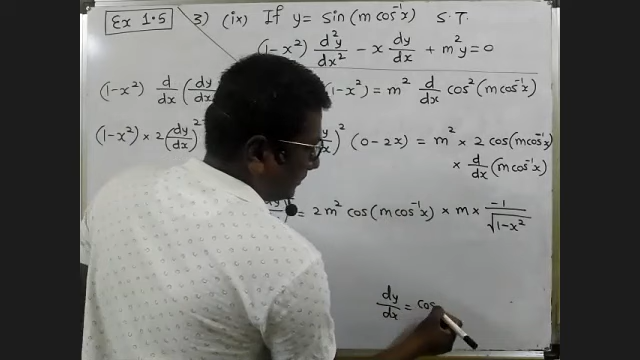 Ex 1.5 3) (ix) If y = sin(m cos⁻¹x) S.T.
(1-x²) d²y/dx² - x dy/dx + m²y = 0
(1-x²) d/dx (dy/dx 1-x²) = m² d/dx cos²(m cos⁻¹x)
(1-x²) × 2(dy/dx)² (0-2x) = m² × 2 cos(m cos⁻¹x)
× d/dx (m cos⁻¹x)
= 2m² cos(m cos⁻¹x) × m × -1/√1-x²
dy/dx = cos